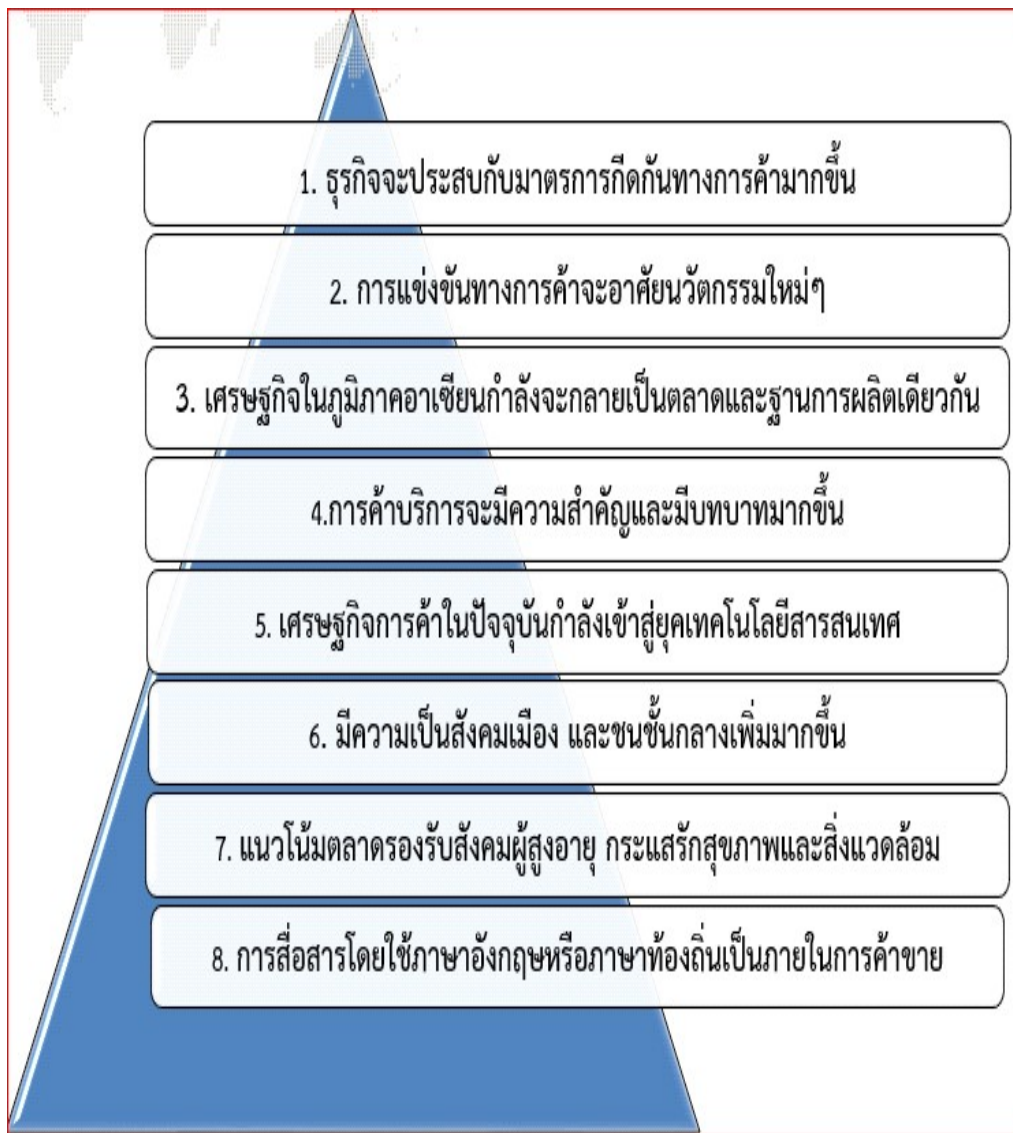 1. ธุรกิจจะประสบกับมาตรการกีดกันทางการค้ามากขึ้น
2. การแข่งขันทางการค้าจะอาศัยนวัตกรรมใหม่ๆ
3. เศรษฐกิจในภูมิภาคอาเซียนกำลังจะกลายเป็นตลาดและฐานการผลิตเดียวกัน
4.การค้าบริการจะมีความสำคัญและมีบทบาทมากขึ้น
5. เศรษฐกิจการค้าในปัจจุบันกำลังเข้าสู่ยุคเทคโนโลยีสารสนเทศ
6. มีความเป็นสังคมเมือง และชนชั้นกลางเพิ่มมากขึ้น
7. แนวโน้มตลาดรองรับสังคมผู้สูงอายุ กระแสรักสุขภาพและสิ่งแวดล้อม
8. การสื่อสารโดยใช้ภาษาอังกฤษหรือภาษาท้องถิ่นเป็นภายในการค้าขาย